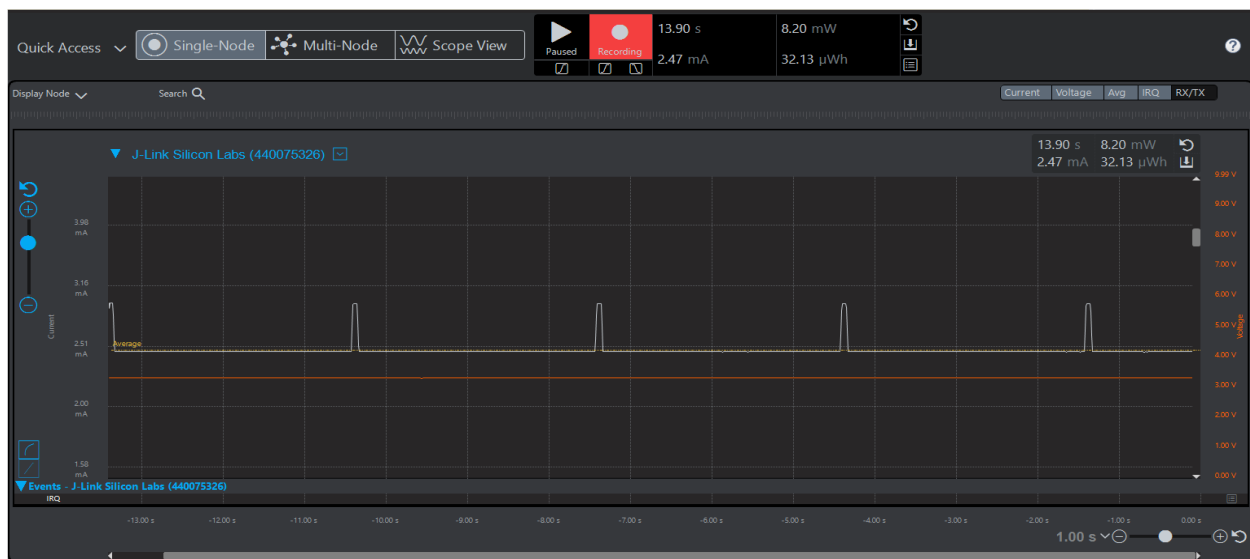 Quick Access
Single-Node
Multi-Node
Scope View
Paused
Recording
13.90 s
8.20 mW
2.47 mA
32.13 µWh
?
Display Node
Search
Current
Voltage
Avg
IRQ
RX/TX
J-Link Silicon Labs (440075326)
13.90 s 8.20 mW
2.47 mA 32.13 µWh
3.98
mA
3.16
mA
2.51
mA
2.00
mA
1.58
mA
Current
Average
9.99 V
9.00 V
8.00 V
7.00 V
6.00 V
5.00 V
4.00 V
3.00 V
2.00 V
1.00 V
0.00 V
Voltage
Events - J-Link Silicon Labs (440075326)
IRQ
-13.00 s
-12.00 s
-11.00 s
-10.00 s
-9.00 s
-8.00 s
-7.00 s
-6.00 s
-5.00 s
-4.00 s
-3.00 s
-2.00 s
-1.00 s
0.00 s
1.00 s